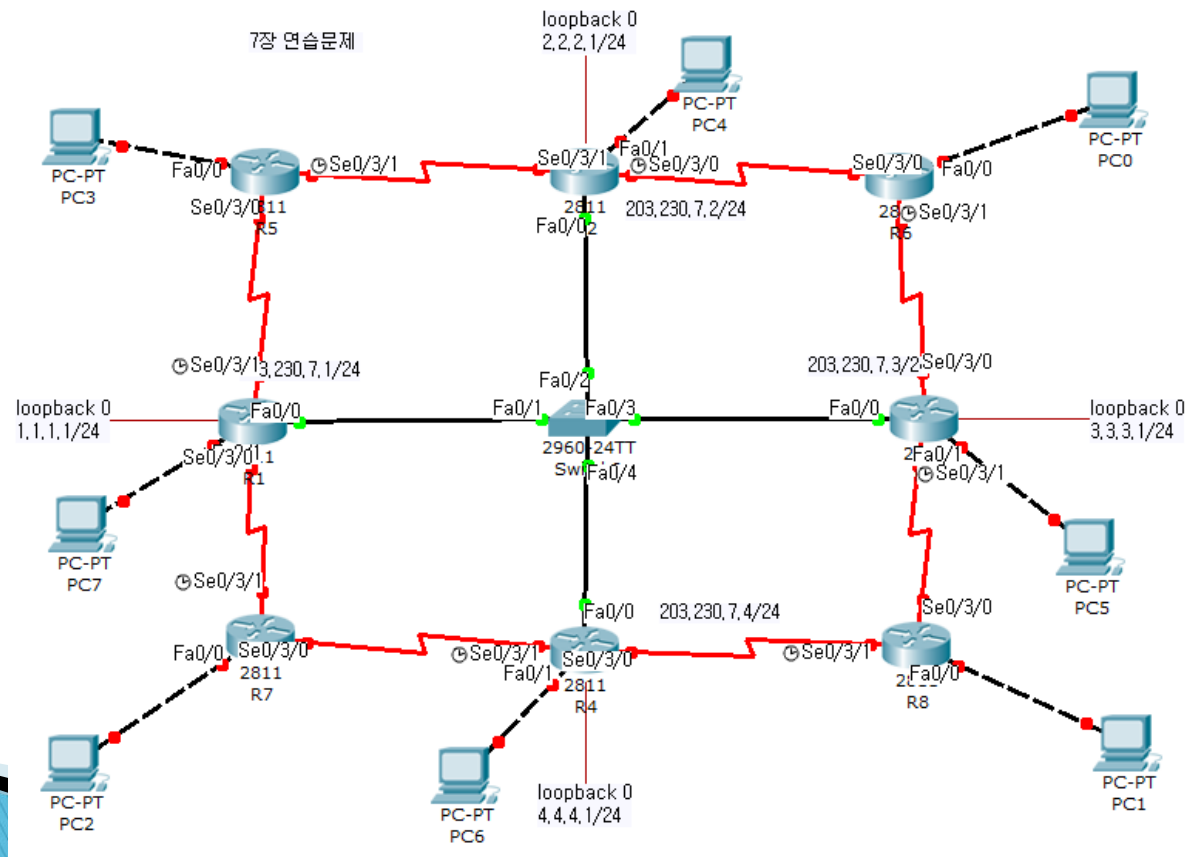 loopback 0
2,2,2,1/24
7장 연습문제
PC-PT
PC4
PC-PT
PC0
PC-PT
PC3
Fa0/0
Se0/3/1
Se0/3/1
Fa0/1
Se0/3/0
Se0/3/0
Fa0/0
Se0/3/0
R5
2811
Fa0/0
203,230,7,2/24
Se0/3/1
Se0/3/1
3,230,7,1/24
Fa0/2
203,230,7,3/2
Se0/3/0
loopback 0
1,1,1,1/24
Fa0/0
Fa0/1
Fa0/3
Fa0/0
loopback 0
3,3,3,1/24
2960-24TT
Fa0/4
Se0/3/0
R1
Fa0/1
Se0/3/1
PC-PT
PC7
PC-PT
PC5
Se0/3/1
Fa0/0
203,230,7,4/24
Se0/3/0
Fa0/0
Se0/3/0
2811
R7
Se0/3/1
Fa0/1
Se0/3/0
2811
R4
Se0/3/1
Fa0/0
R8
PC-PT
PC2
PC-PT
PC6
loopback 0
4,4,4,1/24
PC-PT
PC1